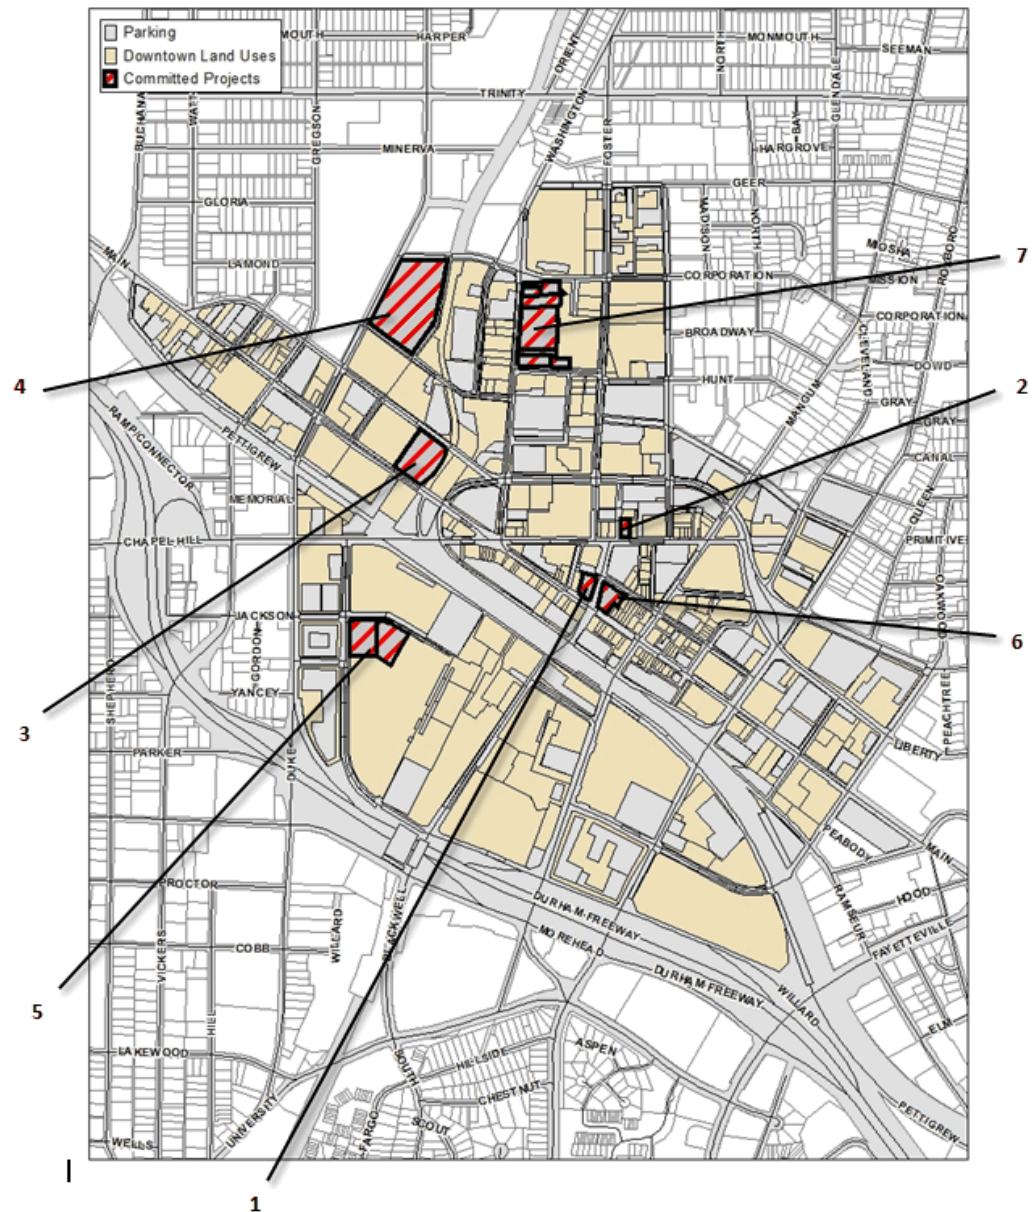 Parking
Downtown Land Uses
Committed Projects
HARPER
MONMOUTH
SEEMAN
NORTH
ORIENT
GLENDALE
TRINITY
GREGSON
WASHINGTON
FOSTER
BAY
MINERVA
HARGROVE
GEER
GLORIA
MADISON
NORTH
MAIN
LAMOND
MIOSHA
ROXBORO
7
CORPORATION
MISSION
CORPORATION
BROADWAY
CLEVELAND
DOWD
4
HUNT
2
MANGUM
GRAY
GRAY
RAMP/CONNECTOR
PETTIGREW
CANAL
MEMORIAL
QUEEN
CHAPEL-HILL
PRIMITIVE
OAKWOOD
JACKSON
GORDON
6
SHEPHERD
YANCEY
PEACHTREE
3
PARKER
DUKE
LIBERTY
PEABODY
MAIN
PROCTOR
HOOD
DURHAM-FREEWAY
RAMSEUR
BLACKWELL
WILLARD
FAYETTEVILLE
COBB
MOREHEAD
VICKERS
DURHAM-FREEWAY
WILLARD
5
HILL
ELM
LAKEWOOD
SOUTH
HILLSIDE
ASPEN
CHESTNUT
UNIVERSITY
FARGO
SCOUT
PETTIGREW
WELLS
1